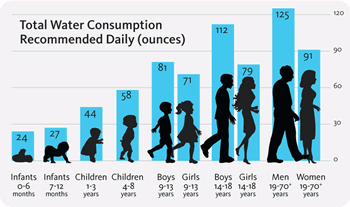 Total Water Consumption
Recommended Daily (ounces)
120
90
60
30
0
24
27
44
58
81
71
112
79
125
91
Infants
0-6
months
Infants
7-12
months
Children
1-3
years
Children
4-8
years
Boys
9-13
years
Girls
9-13
years
Boys
14-18
years
Girls
14-18
years
Men
19-70+
years
Women
19-70+
years